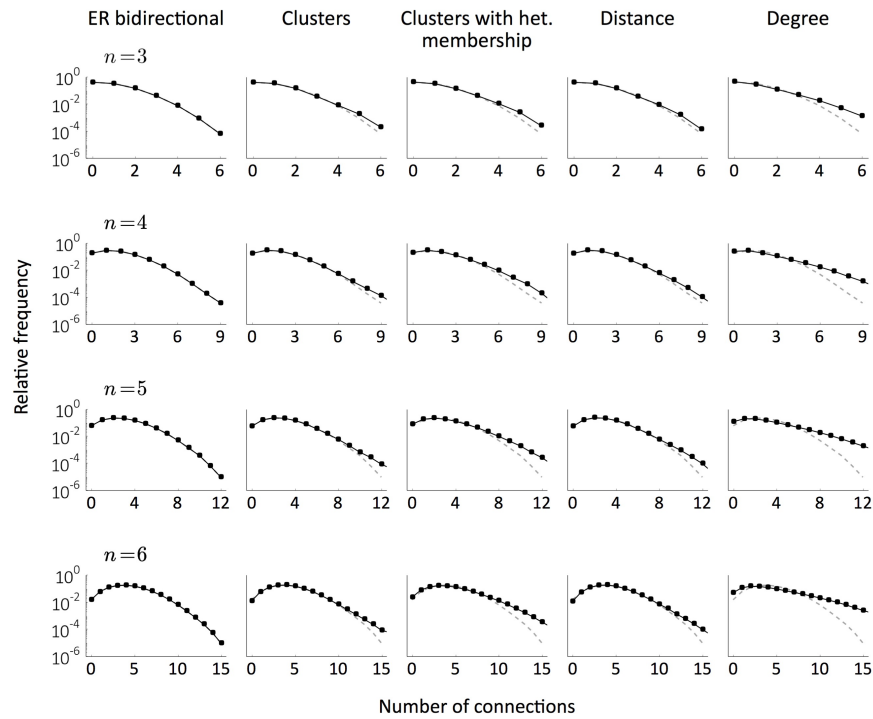 ER bidirectional
Clusters
Clusters with het.
membership
Distance
Degree
n=3
10^0
10^-2
10^-4
10^-6
0 2 4 6
0 2 4 6
0 2 4 6
0 2 4 6
0 2 4 6
n=4
10^0
10^-2
10^-4
10^-6
0 3 6 9
0 3 6 9
0 3 6 9
0 3 6 9
0 3 6 9
Relative frequency
n=5
10^0
10^-2
10^-4
10^-6
0 4 8 12
0 4 8 12
0 4 8 12
0 4 8 12
0 4 8 12
n=6
10^0
10^-2
10^-4
10^-6
0 5 10 15
0 5 10 15
0 5 10 15
0 5 10 15
0 5 10 15
Number of connections